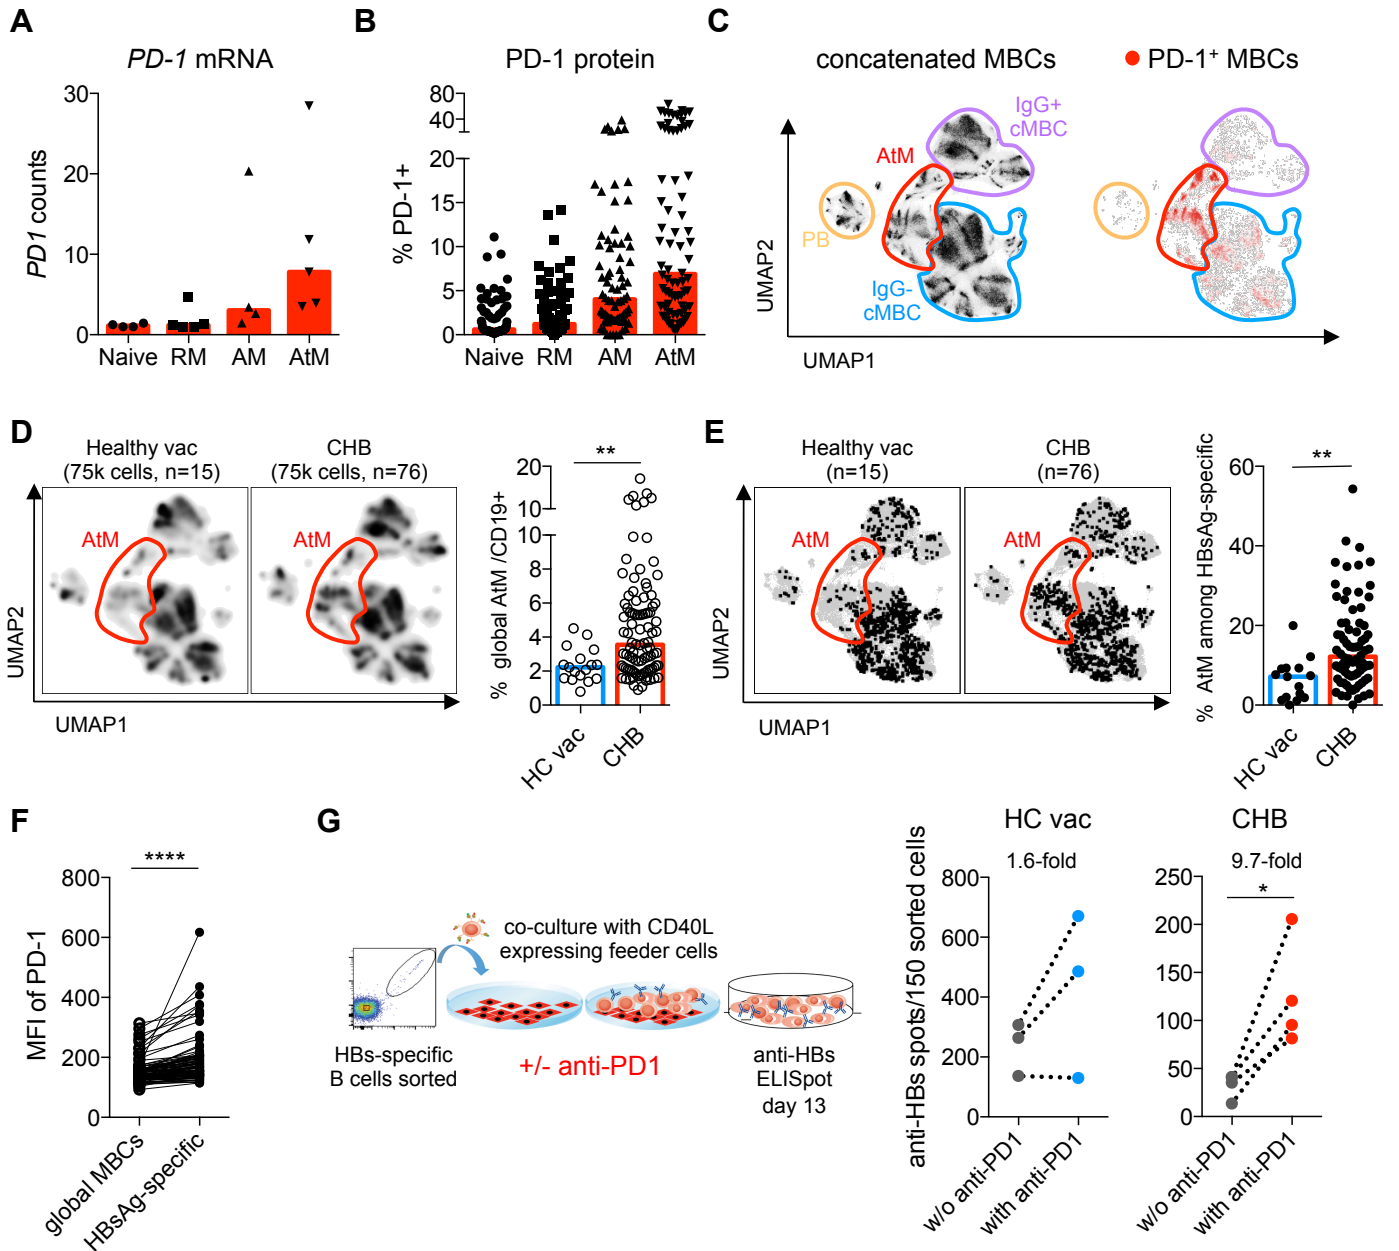 A
PD-1 mRNA
PD1 counts
30
20
10
0
Naive RM AM AtM
B
PD-1 protein
% PD-1+
80
40
20
15
10
5
0
Naive RM AM AtM
C
concatenated MBCs
PD-1+ MBCs
IgG+
cMBC
AtM
PB
IgG-
cMBC
UMAP2
UMAP1
D
Healthy vac
(75k cells, n=15)
CHB
(75k cells, n=76)
AtM
AtM
UMAP2
UMAP1
% global AtM /CD19+
**
20
10
10
8
6
4
2
0
HC vac
CHB
E
Healthy vac
(n=15)
CHB
(n=76)
AtM
AtM
UMAP2
UMAP1
% AtM among HBsAg-specific
**
60
40
20
0
HC vac
CHB
F
MFI of PD-1
****
800
600
400
200
0
global MBCs
HBsAg-specific
G
co-culture with CD40L
expressing feeder cells
HBs-specific
B cells sorted
+/- anti-PD1
anti-HBs
ELISpot
day 13
anti-HBs spots/150 sorted cells
HC vac
1.6-fold
800
600
400
200
0
w/o anti-PD1
with anti-PD1
CHB
9.7-fold
*
250
200
150
100
50
0
w/o anti-PD1
with anti-PD1